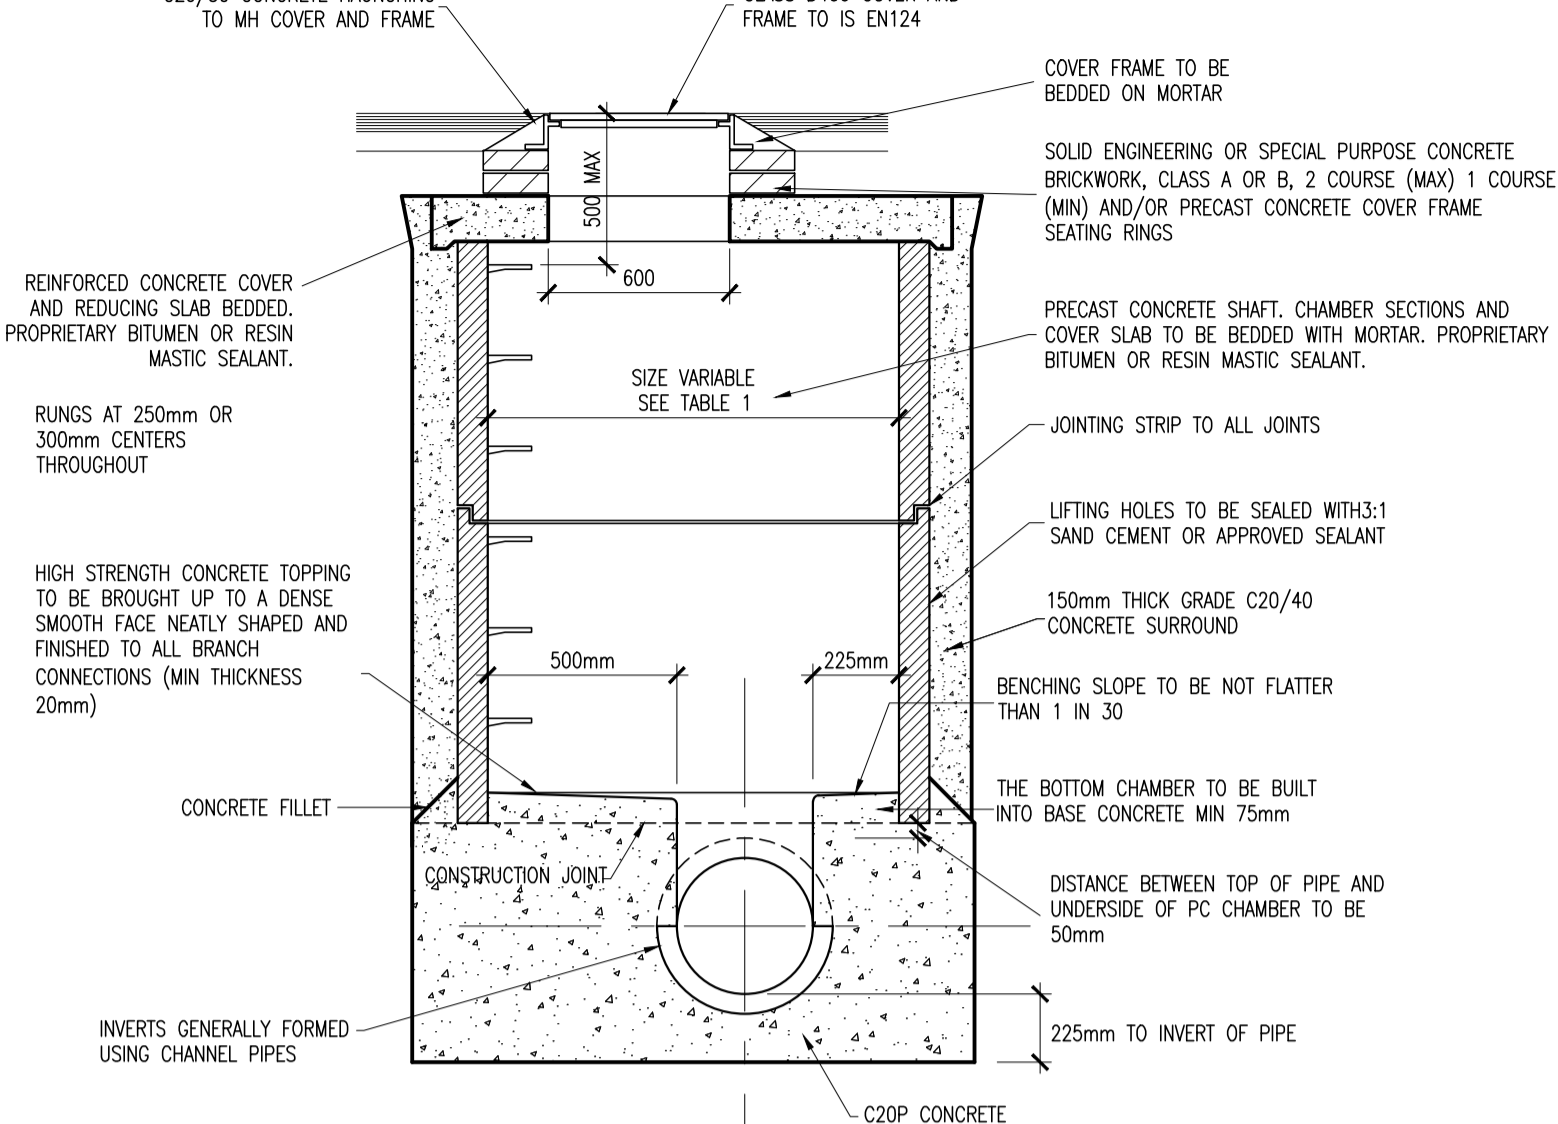 TO MH COVER AND FRAME
FRAME TO IS EN124
COVER FRAME TO BE
BEDDED ON MORTAR
SOLID ENGINEERING OR SPECIAL PURPOSE CONCRETE
BRICKWORK, CLASS A OR B, 2 COURSE (MAX) 1 COURSE
(MIN) AND/OR PRECAST CONCRETE COVER FRAME
SEATING RINGS
500 MAX
600
REINFORCED CONCRETE COVER
AND REDUCING SLAB BEDDED.
PROPRIETARY BITUMEN OR RESIN
MASTIC SEALANT.
PRECAST CONCRETE SHAFT. CHAMBER SECTIONS AND
COVER SLAB TO BE BEDDED WITH MORTAR. PROPRIETARY
BITUMEN OR RESIN MASTIC SEALANT.
SIZE VARIABLE
SEE TABLE 1
RUNGS AT 250mm OR
300mm CENTERS
THROUGHOUT
JOINTING STRIP TO ALL JOINTS
LIFTING HOLES TO BE SEALED WITH3:1
SAND CEMENT OR APPROVED SEALANT
HIGH STRENGTH CONCRETE TOPPING
TO BE BROUGHT UP TO A DENSE
SMOOTH FACE NEATLY SHAPED AND
FINISHED TO ALL BRANCH
CONNECTIONS (MIN THICKNESS
20mm)
150mm THICK GRADE C20/40
CONCRETE SURROUND
500mm
225mm
BENCHING SLOPE TO BE NOT FLATTER
THAN 1 IN 30
CONCRETE FILLET
THE BOTTOM CHAMBER TO BE BUILT
INTO BASE CONCRETE MIN 75mm
CONSTRUCTION JOINT
DISTANCE BETWEEN TOP OF PIPE AND
UNDERSIDE OF PC CHAMBER TO BE
50mm
INVERTS GENERALLY FORMED
USING CHANNEL PIPES
225mm TO INVERT OF PIPE
C20P CONCRETE